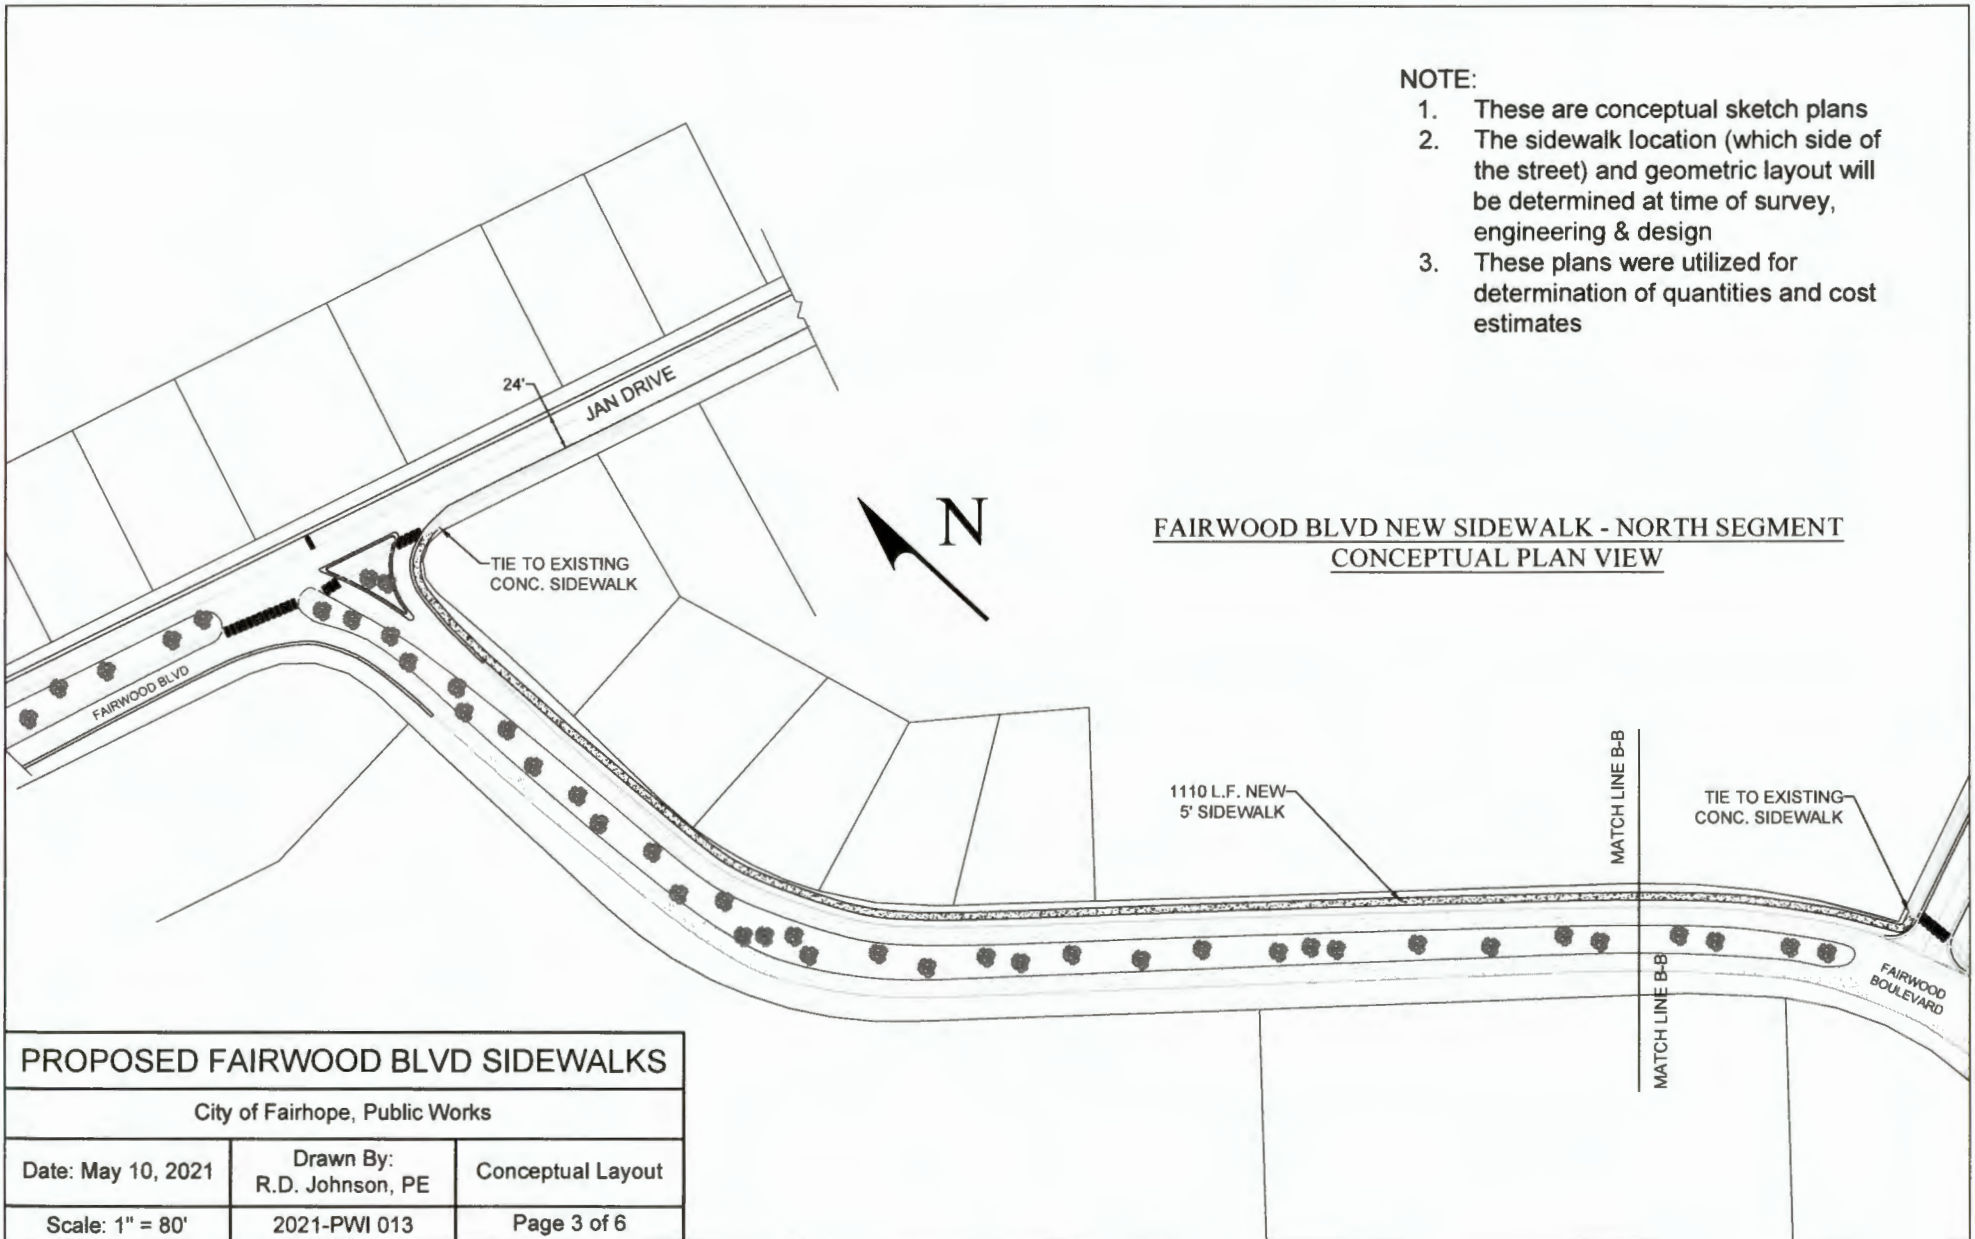 NOTE:
1. These are conceptual sketch plans
2. The sidewalk location (which side of
the street) and geometric layout will
be determined at time of survey,
engineering & design
3. These plans were utilized for
determination of quantities and cost
estimates
24'
JAN DRIVE
N
FAIRWOOD BLVD NEW SIDEWALK - NORTH SEGMENT
CONCEPTUAL PLAN VIEW
TIE TO EXISTING
CONC. SIDEWALK
FAIRWOOD BLVD
1110 L.F. NEW
5' SIDEWALK
MATCH LINE B-B
TIE TO EXISTING
CONC. SIDEWALK
FAIRWOOD
BOULEVARD
MATCH LINE B-B
PROPOSED FAIRWOOD BLVD SIDEWALKS
City of Fairhope, Public Works
Date: May 10, 2021
Drawn By:
R.D. Johnson, PE
Conceptual Layout
Scale: 1" = 80'
2021-PWI 013
Page 3 of 6